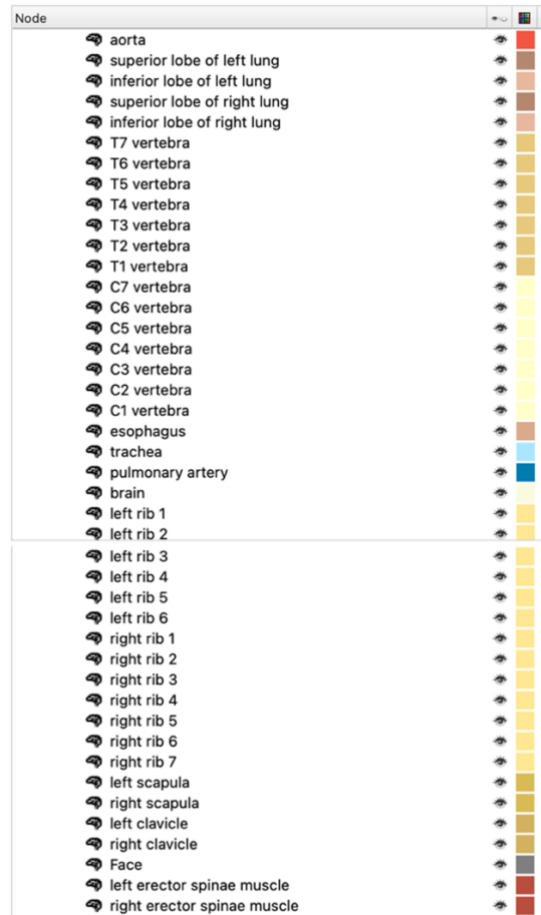 Node
aorta
superior lobe of left lung
inferior lobe of left lung
superior lobe of right lung
inferior lobe of right lung
T7 vertebra
T6 vertebra
T5 vertebra
T4 vertebra
T3 vertebra
T2 vertebra
T1 vertebra
C7 vertebra
C6 vertebra
C5 vertebra
C4 vertebra
C3 vertebra
C2 vertebra
C1 vertebra
esophagus
trachea
pulmonary artery
brain
left rib 1
left rib 2
left rib 3
left rib 4
left rib 5
left rib 6
right rib 1
right rib 2
right rib 3
right rib 4
right rib 5
right rib 6
right rib 7
left scapula
right scapula
left clavicle
right clavicle
Face
left erector spinae muscle
right erector spinae muscle